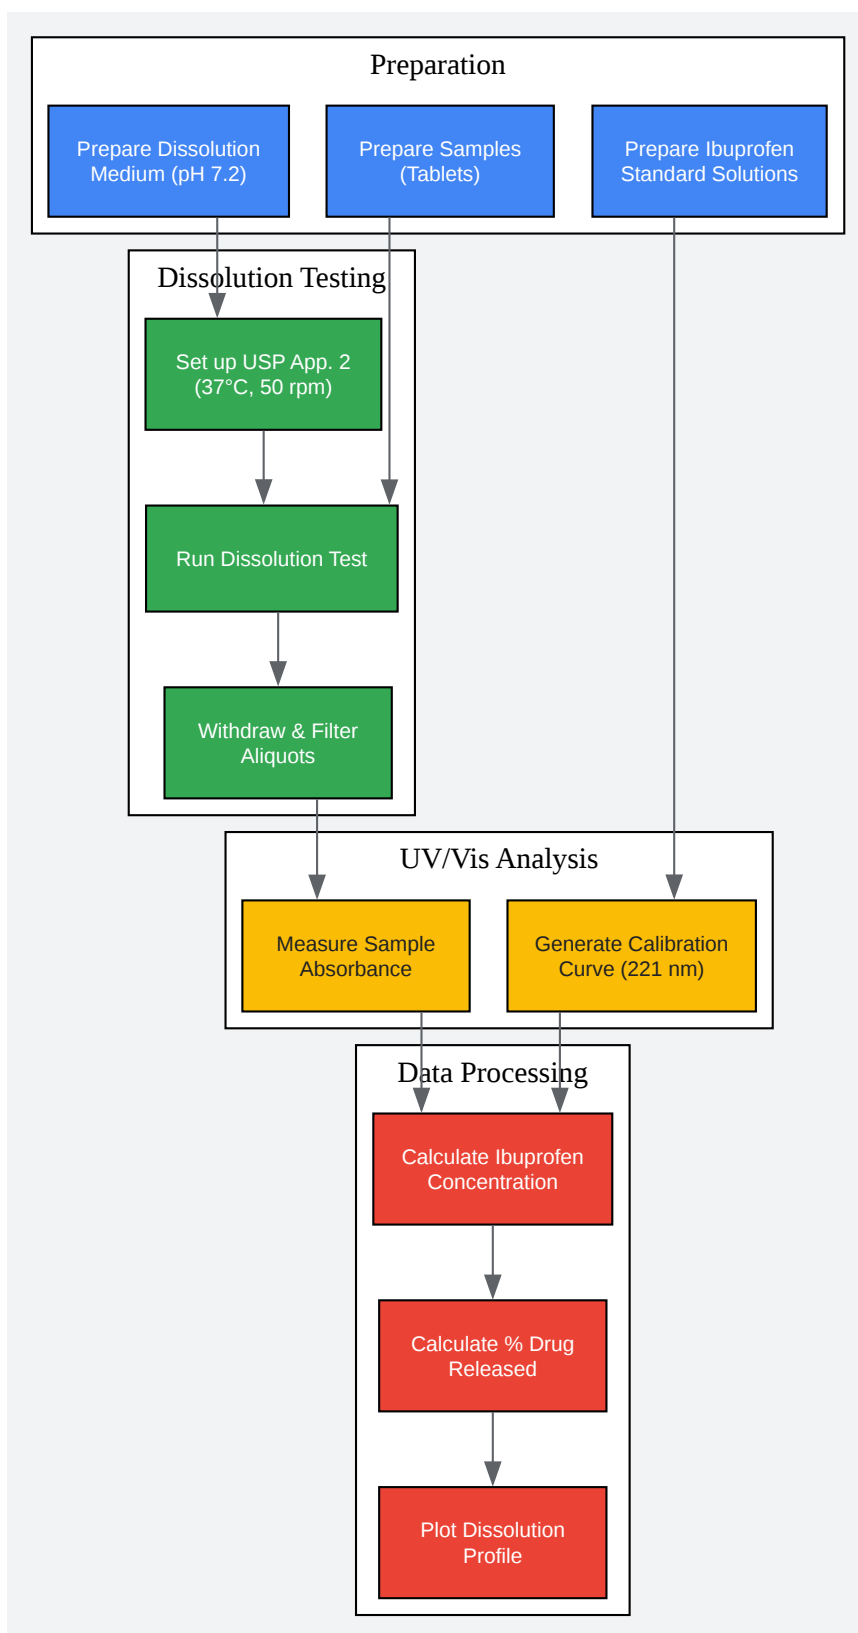 Preparation
Prepare Dissolution
Medium (pH 7.2)
Prepare Samples
(Tablets)
Prepare Ibuprofen
Standard Solutions
Dissolution Testing
Set up USP App. 2
(37°C, 50 rpm)
Run Dissolution Test
Withdraw & Filter
Aliquots
UV/Vis Analysis
Measure Sample
Absorbance
Generate Calibration
Curve (221 nm)
Data Processing
Calculate Ibuprofen
Concentration
Calculate % Drug
Released
Plot Dissolution
Profile